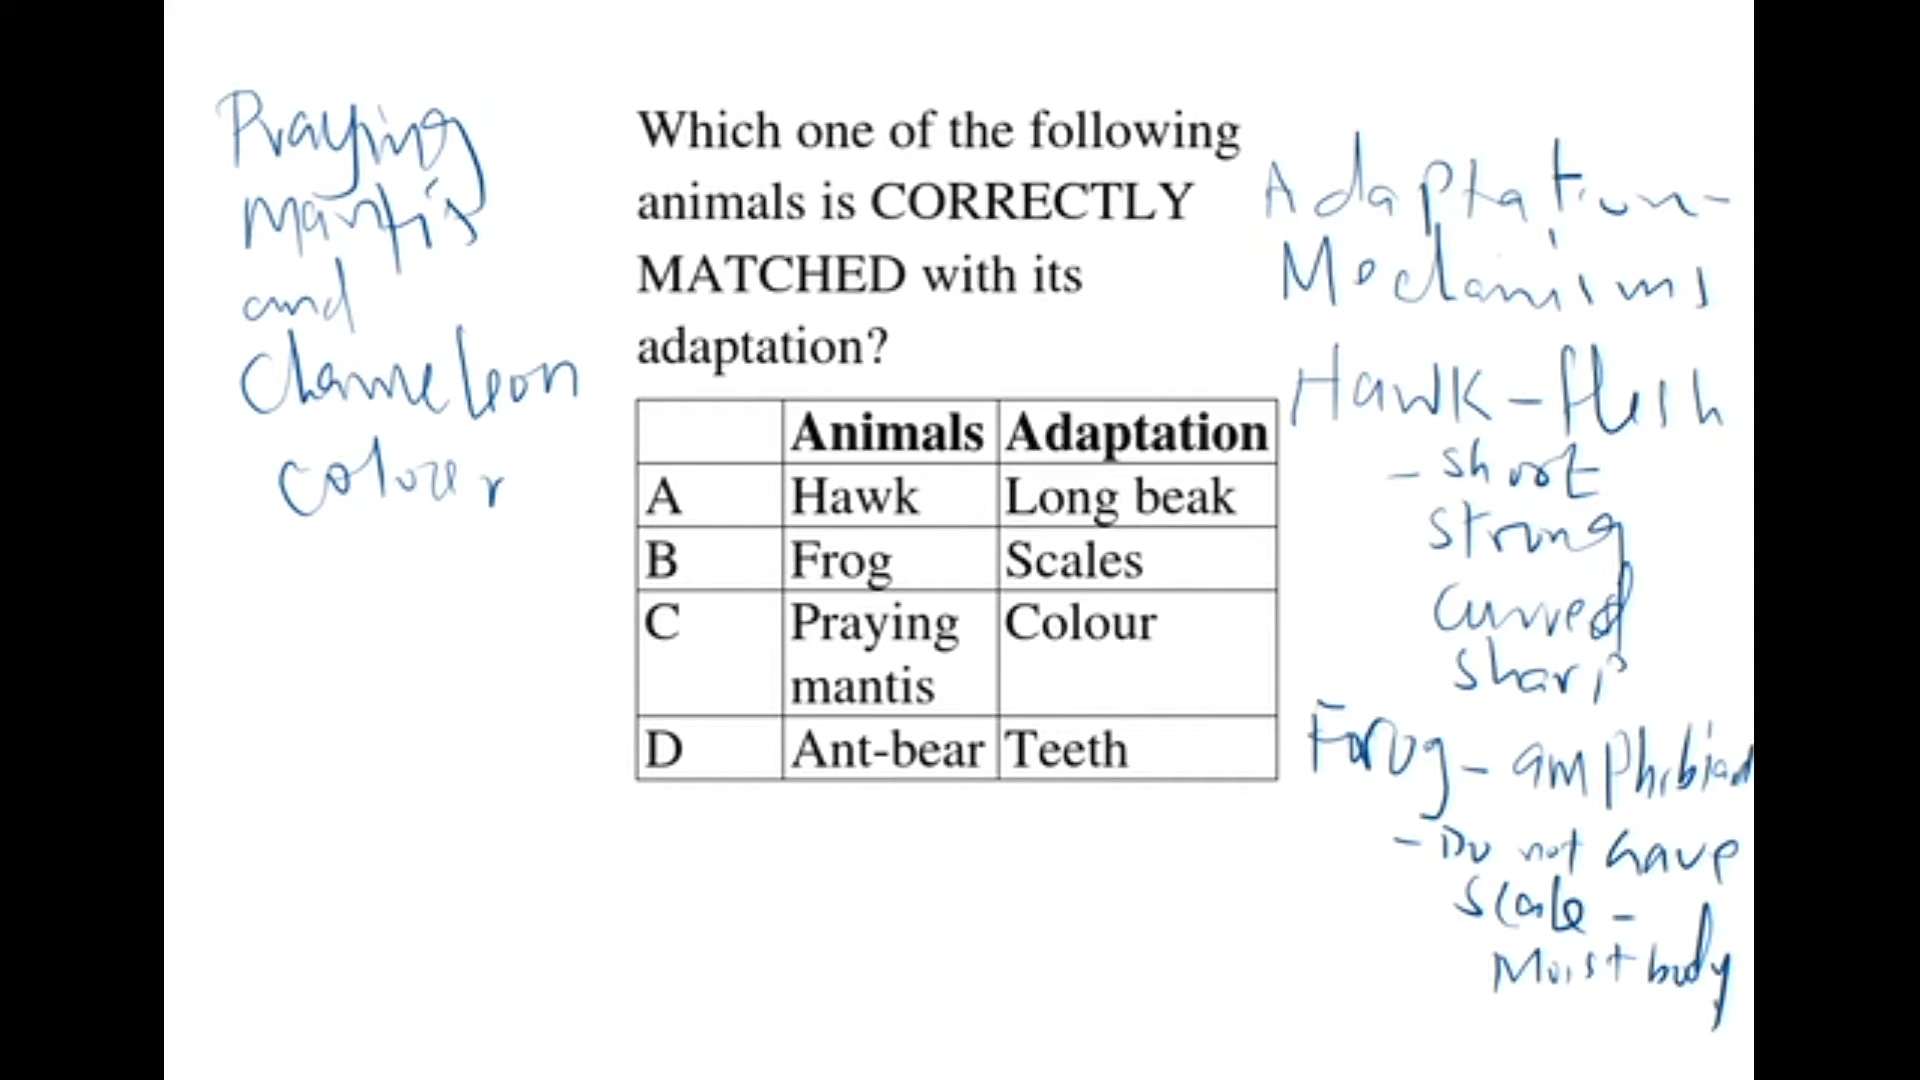 Praying
mantis
and
Chameleon
colour
Which one of the following
animals is CORRECTLY
MATCHED with its
adaptation?
Animals Adaptation
A Hawk Long beak
B Frog Scales
C Praying mantis Colour
D Ant-bear Teeth
Adaptation-
Mechanisms
Hawk - flesh
- short
strong
curved
sharp
Frog - amphibian
- Do not have
scale -
Moist body